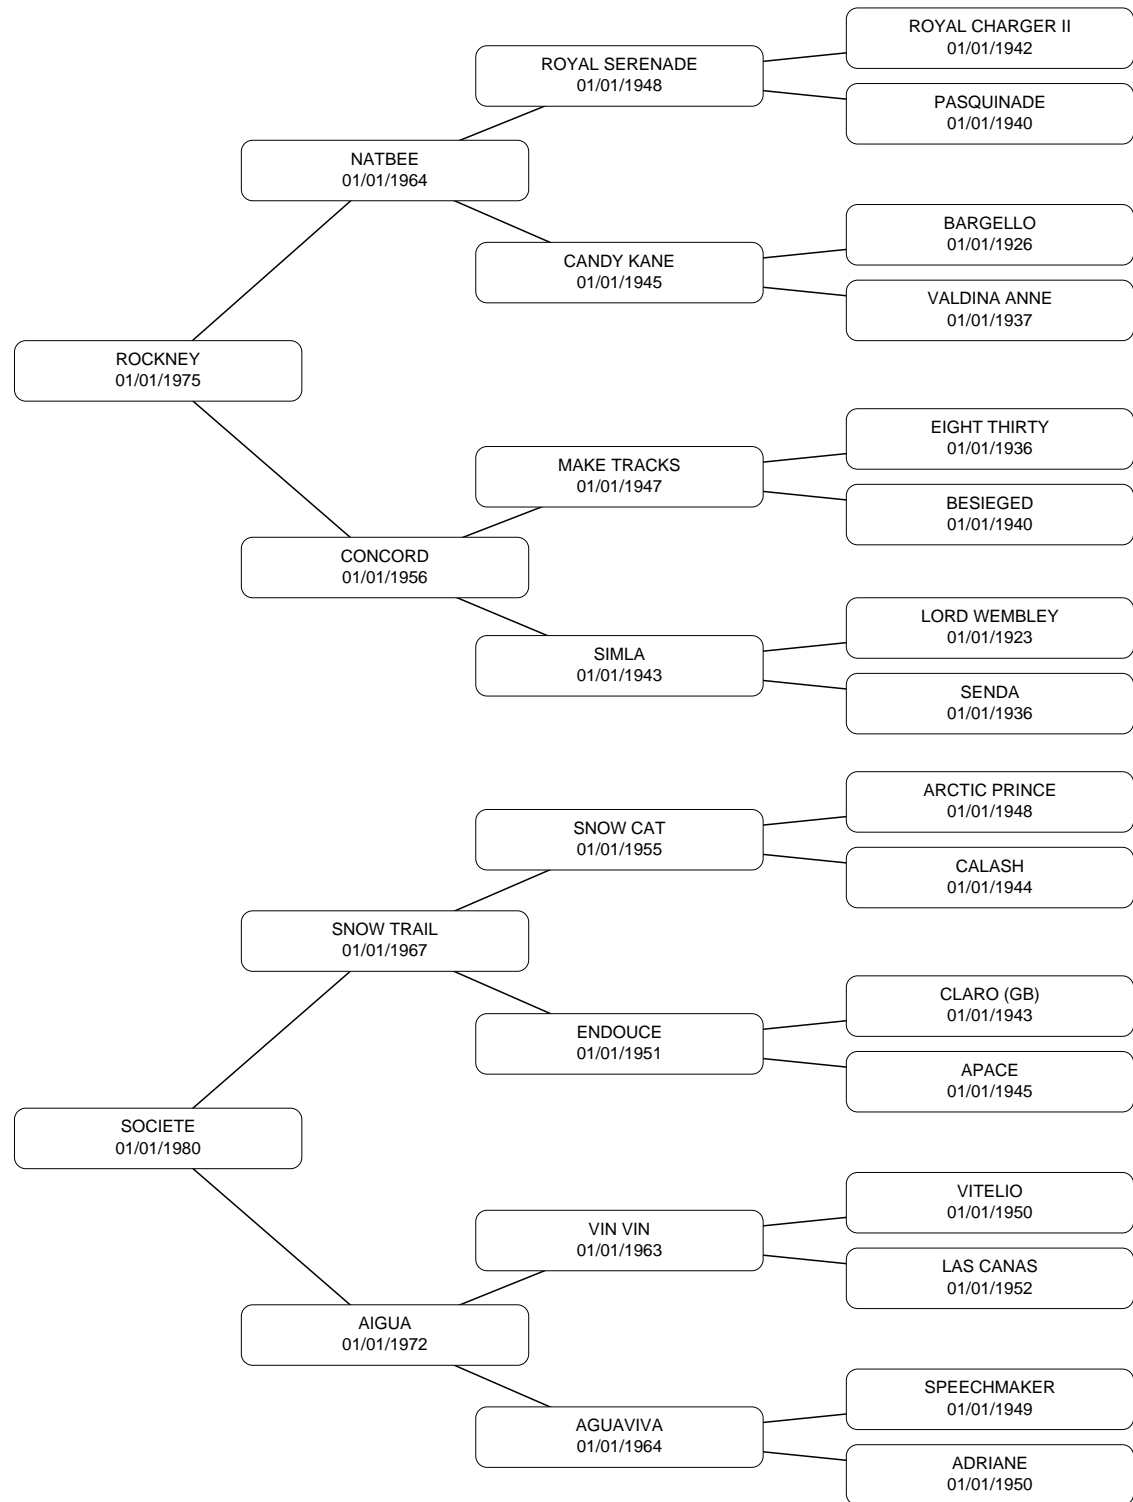 ROYAL CHARGER II
01/01/1942
ROYAL SERENADE
01/01/1948
PASQUINADE
01/01/1940
NATBEE
01/01/1964
BARGELLO
01/01/1926
CANDY KANE
01/01/1945
VALDINA ANNE
01/01/1937
ROCKNEY
01/01/1975
EIGHT THIRTY
01/01/1936
MAKE TRACKS
01/01/1947
BESIEGED
01/01/1940
CONCORD
01/01/1956
LORD WEMBLEY
01/01/1923
SIMLA
01/01/1943
SENDA
01/01/1936
ARCTIC PRINCE
01/01/1948
SNOW CAT
01/01/1955
CALASH
01/01/1944
SNOW TRAIL
01/01/1967
CLARO (GB)
01/01/1943
ENDOUCE
01/01/1951
APACE
01/01/1945
SOCIETE
01/01/1980
VITELIO
01/01/1950
VIN VIN
01/01/1963
LAS CANAS
01/01/1952
AIGUA
01/01/1972
SPEECHMAKER
01/01/1949
AGUAVIVA
01/01/1964
ADRIANE
01/01/1950